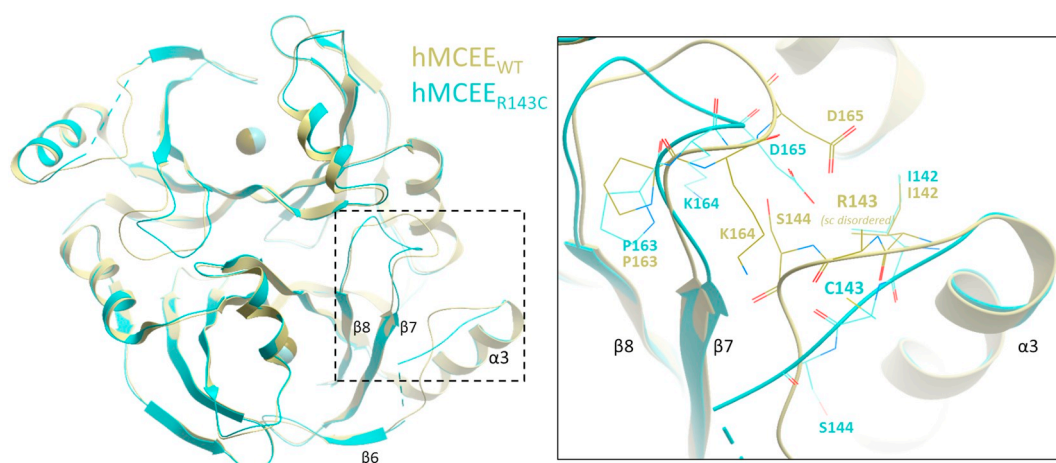 hMCEE_WT
hMCEE_R143C
β8
β7
α3
β6
D165
D165
I142
I142
R143
(sc disordered)
K164
S144
K164
P163
P163
C143
β8
β7
α3
S144